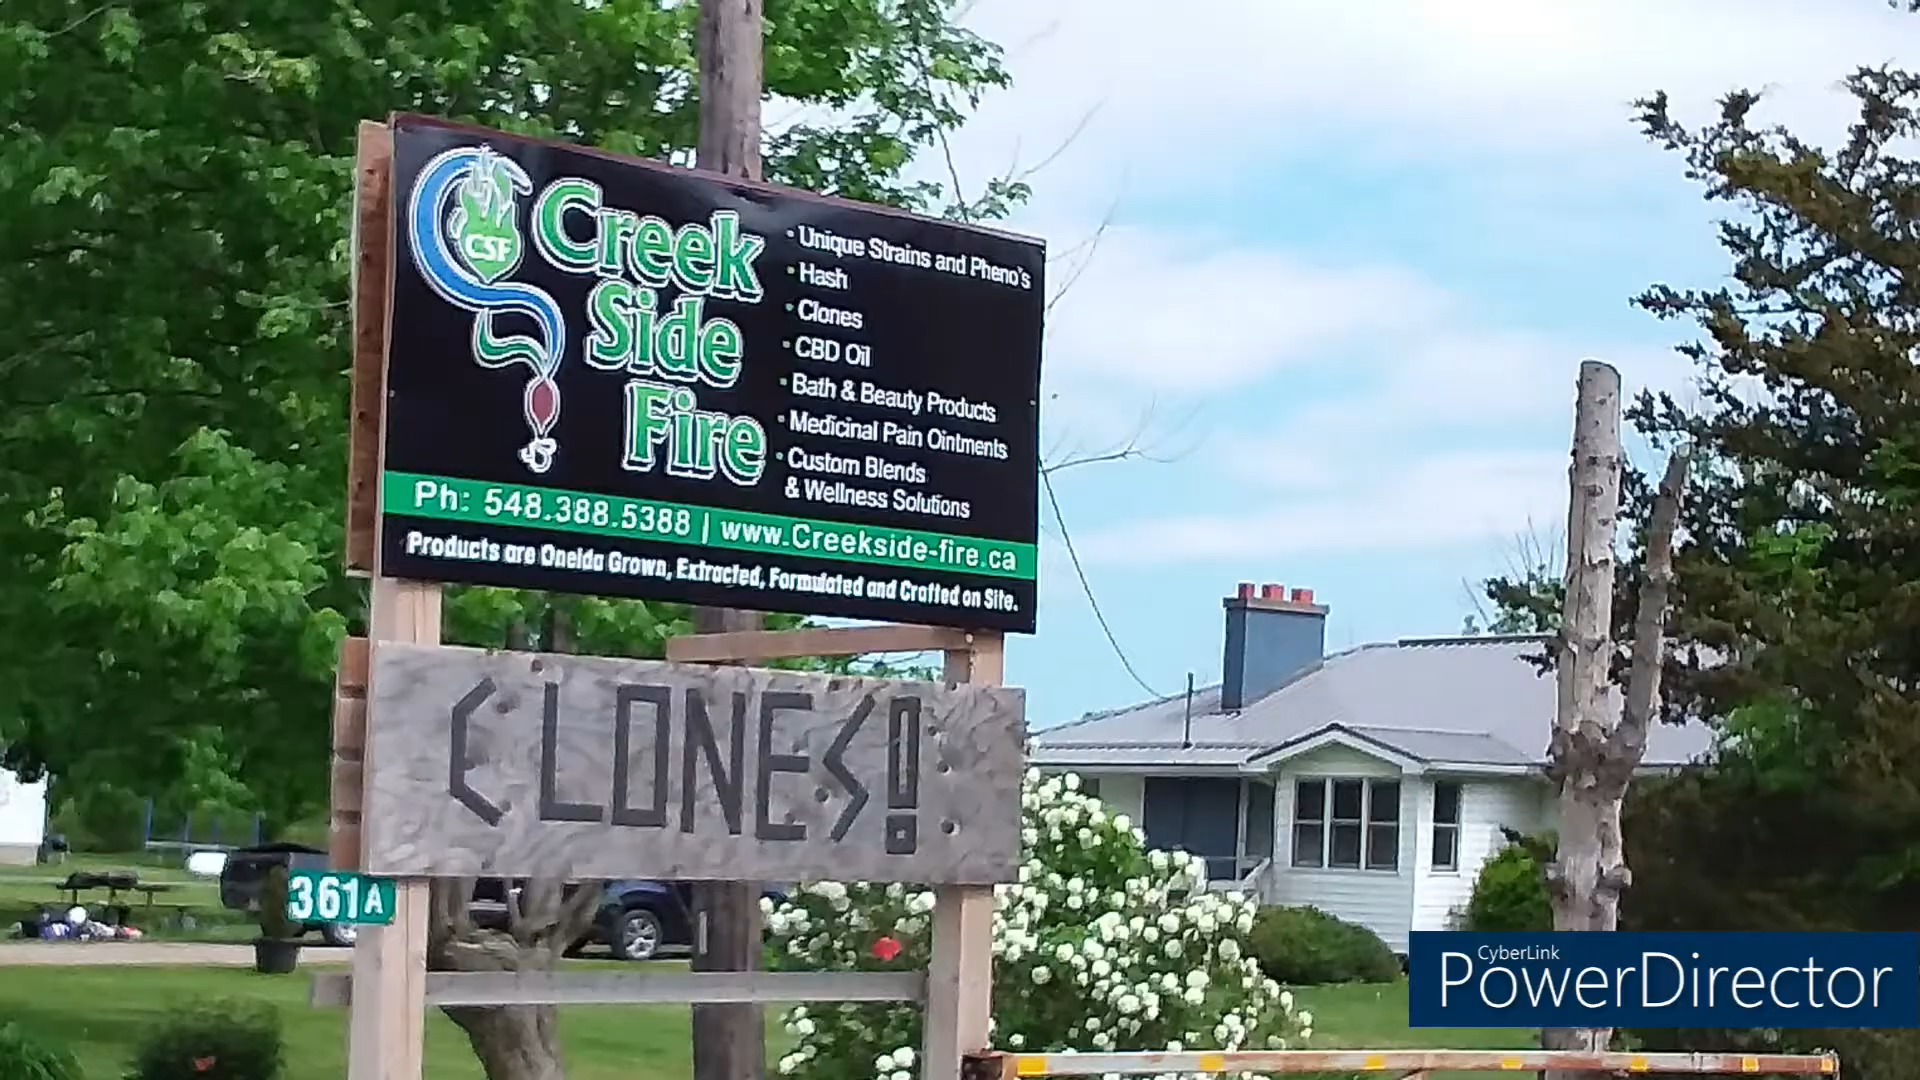 CSF
Creek
Side
Fire
• Unique Strains and Pheno's
• Hash
• Clones
• CBD Oil
• Bath & Beauty Products
• Medicinal Pain Ointments
• Custom Blends
& Wellness Solutions
Ph: 548.388.5388 | www.Creekside-fire.ca
Products are Oneida Grown, Extracted, Formulated and Crafted on Site.
CLONES!
361A
CyberLink
PowerDirector